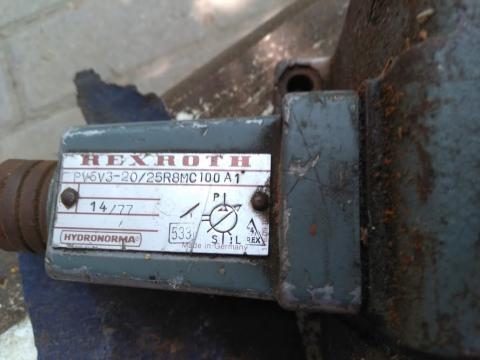 REXROTH
PV6V3-20/25R8MC100A1
14/77
P
533
S L
REX
HYDRONORMA
Made in Germany